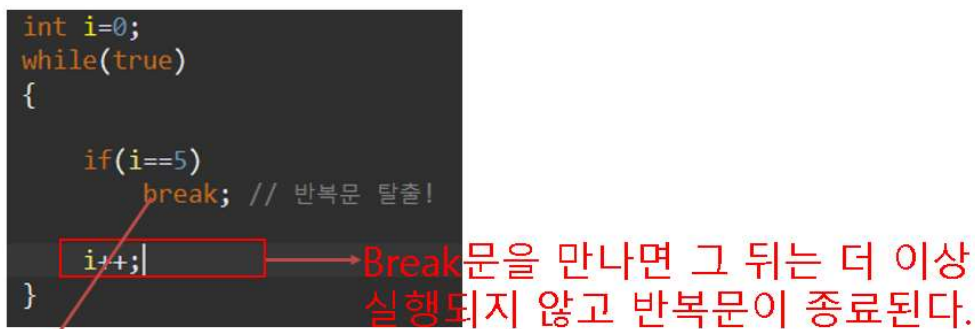 int i=0;
while(true)
{
if(i==5)
break; // 반복문 탈출!
i++;
}
Break문을 만나면 그 뒤는 더 이상
실행되지 않고 반복문이 종료된다.